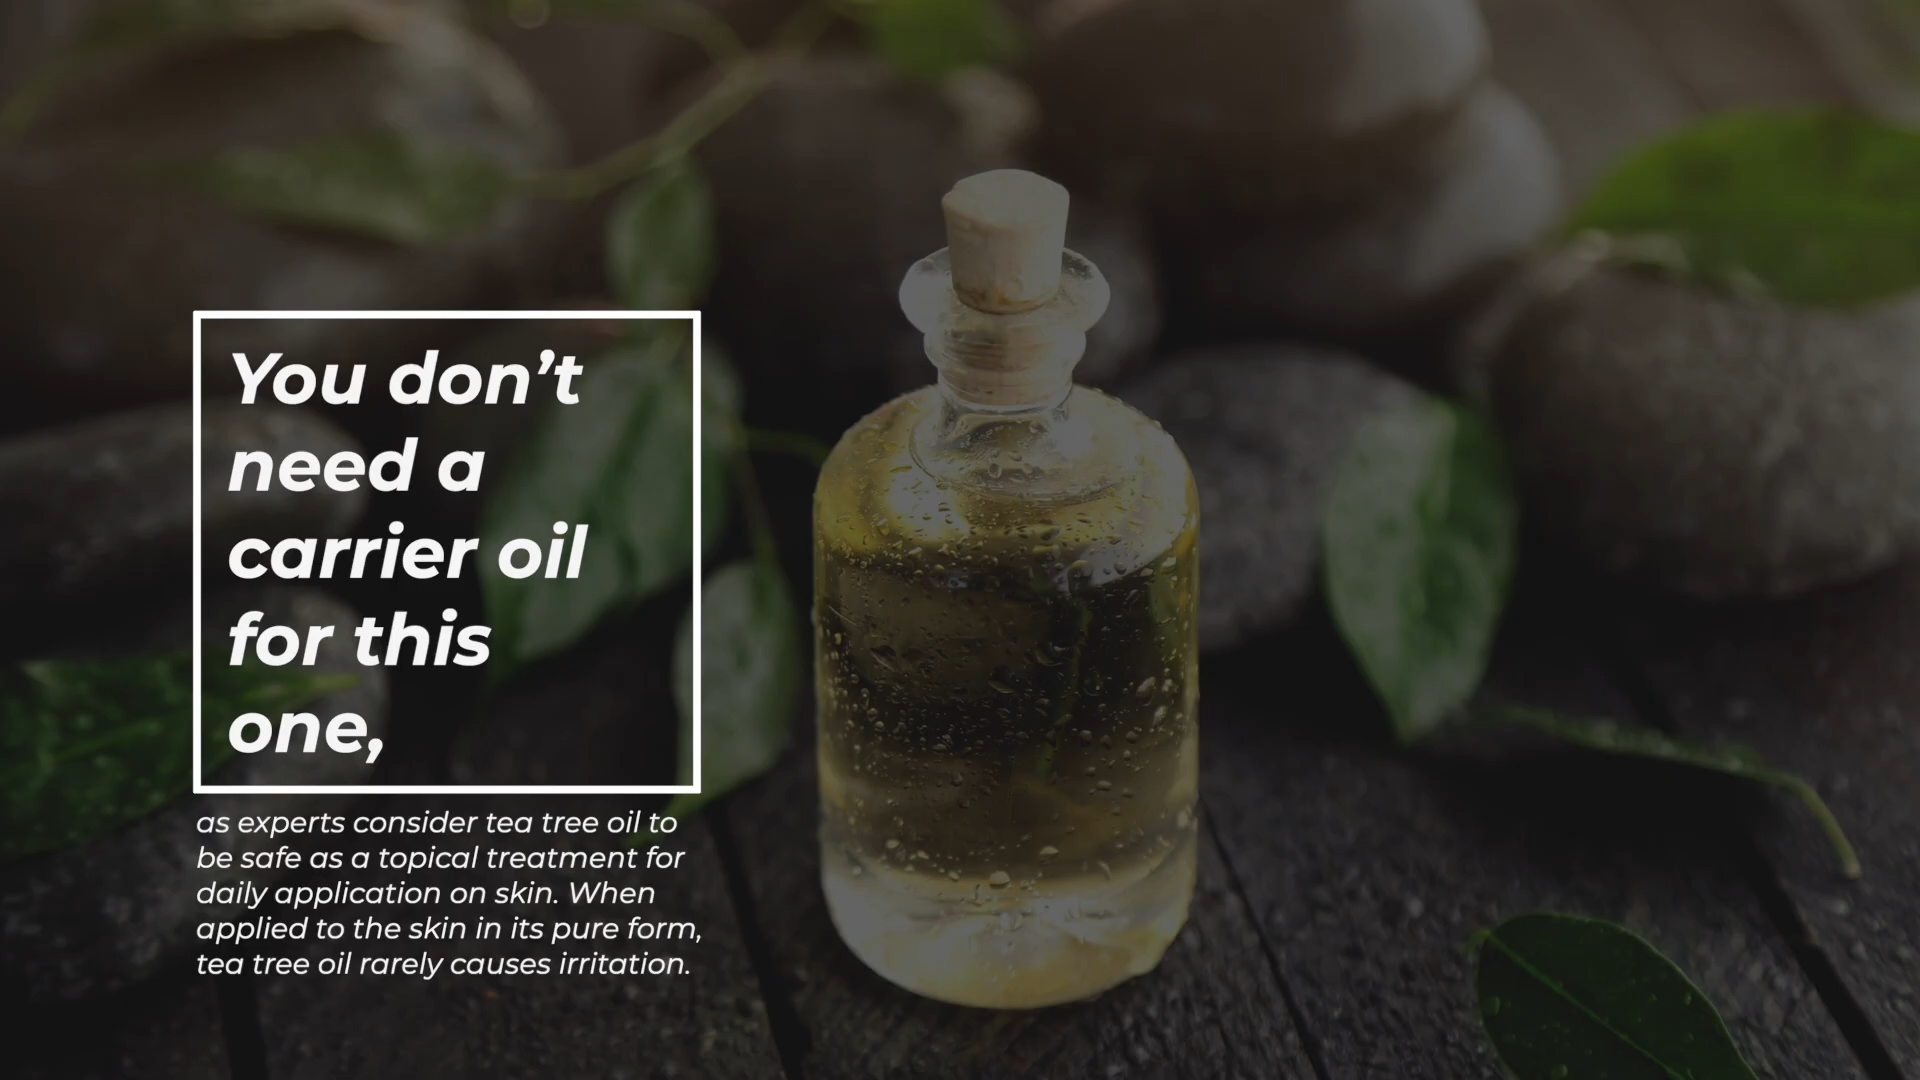 You don’t
need a
carrier oil
for this
one,
as experts consider tea tree oil to
be safe as a topical treatment for
daily application on skin. When
applied to the skin in its pure form,
tea tree oil rarely causes irritation.